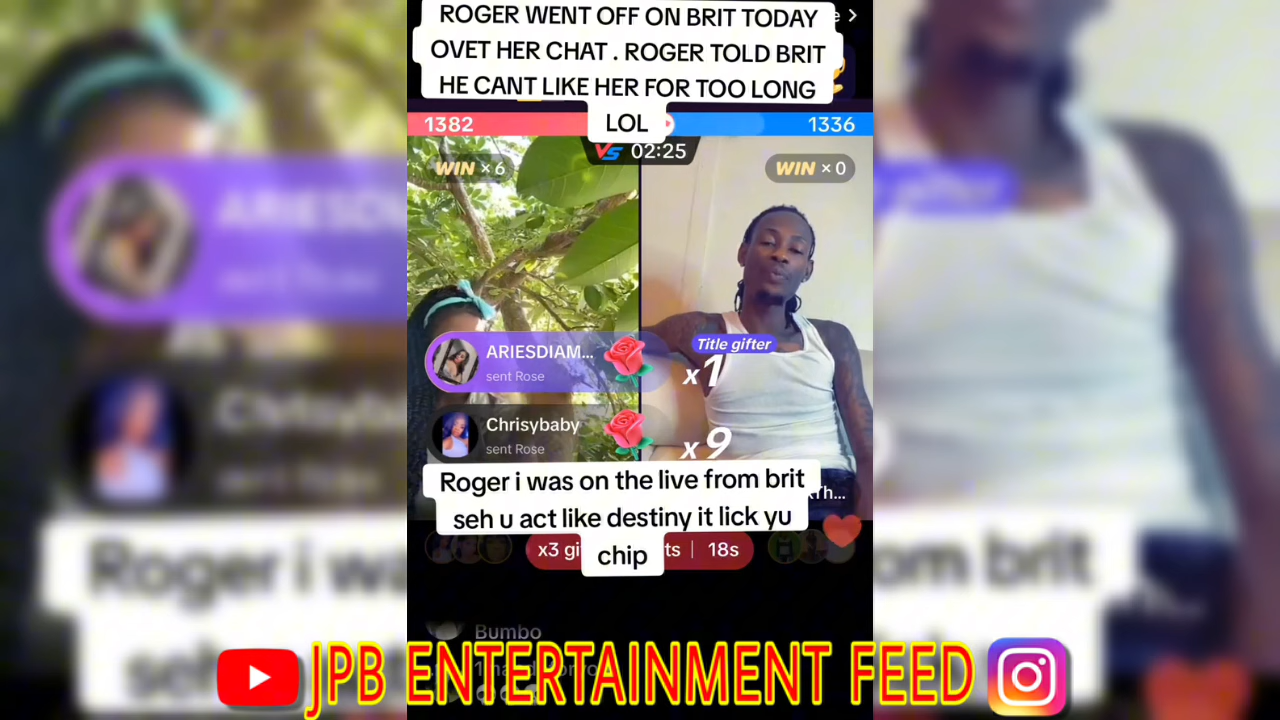 ROGER WENT OFF ON BRIT TODAY
OVET HER CHAT . ROGER TOLD BRIT
HE CANT LIKE HER FOR TOO LONG
LOL
1382
1336
VS 02:25
WIN × 6
WIN × 0
ARIESDIAM...
sent Rose
Title gifter
x1
Chrisybaby
sent Rose
x9
Roger i was on the live from brit
seh u act like destiny it lick yu
chip
x3
18s
Bumbo
JPB ENTERTAINMENT FEED